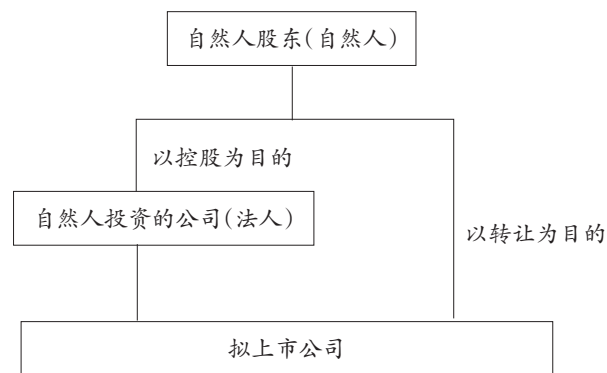 自然人股东(自然人)
以控股为目的
自然人投资的公司(法人)
以转让为目的
拟上市公司